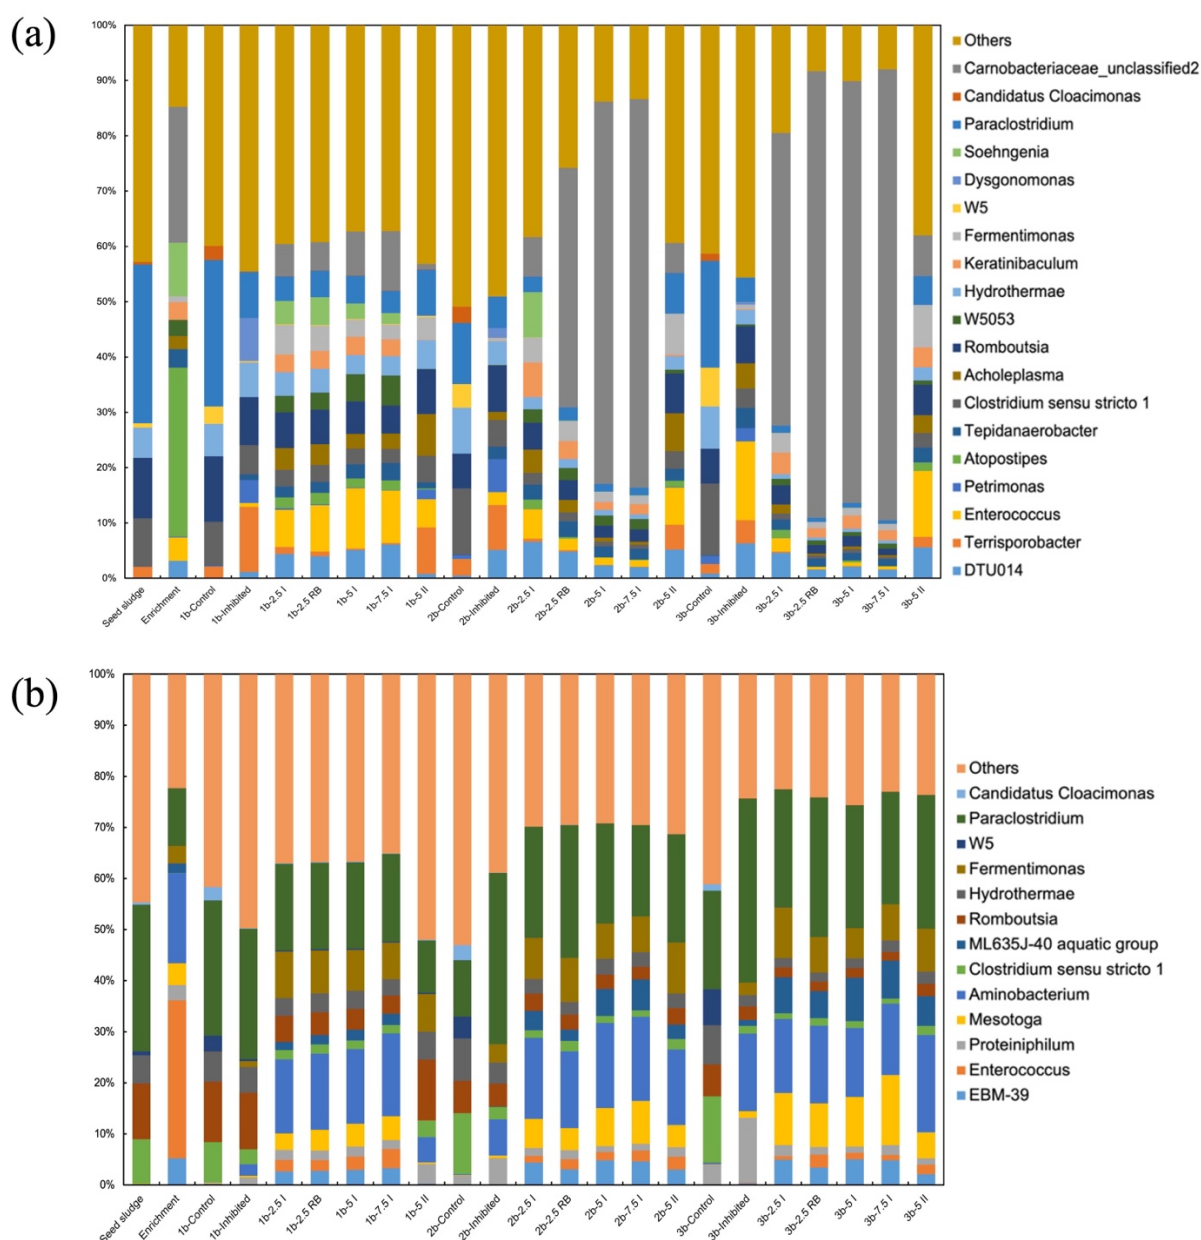 (a)
100%
90%
80%
70%
60%
50%
40%
30%
20%
10%
0%
Seed sludge
Enrichment
1b-Control
1b-Inhibited
1b-2.5 I
1b-2.5 RB
1b-5 I
1b-7.5 I
1b-5 II
2b-Control
2b-Inhibited
2b-2.5 I
2b-2.5 RB
2b-5 I
2b-7.5 I
2b-5 II
3b-Control
3b-Inhibited
3b-2.5 I
3b-2.5 RB
3b-5 I
3b-7.5 I
3b-5 II
Others
Carnobacteriaceae_unclassified2
Candidatus Cloacimonas
Paraclostridium
Soehngenia
Dysgonomonas
W5
Fermentimonas
Keratinibaculum
Hydrothermae
W5053
Romboutsia
Acholeplasma
Clostridium sensu stricto 1
Tepidanaerobacter
Atopostipes
Petrimonas
Enterococcus
Terrisporobacter
DTU014
(b)
100%
90%
80%
70%
60%
50%
40%
30%
20%
10%
0%
Seed sludge
Enrichment
1b-Control
1b-Inhibited
1b-2.5 I
1b-2.5 RB
1b-5 I
1b-7.5 I
1b-5 II
2b-Control
2b-Inhibited
2b-2.5 I
2b-2.5 RB
2b-5 I
2b-7.5 I
2b-5 II
3b-Control
3b-Inhibited
3b-2.5 I
3b-2.5 RB
3b-5 I
3b-7.5 I
3b-5 II
Others
Candidatus Cloacimonas
Paraclostridium
W5
Fermentimonas
Hydrothermae
Romboutsia
ML635J-40 aquatic group
Clostridium sensu stricto 1
Aminobacterium
Mesotoga
Proteiniphilum
Enterococcus
EBM-39